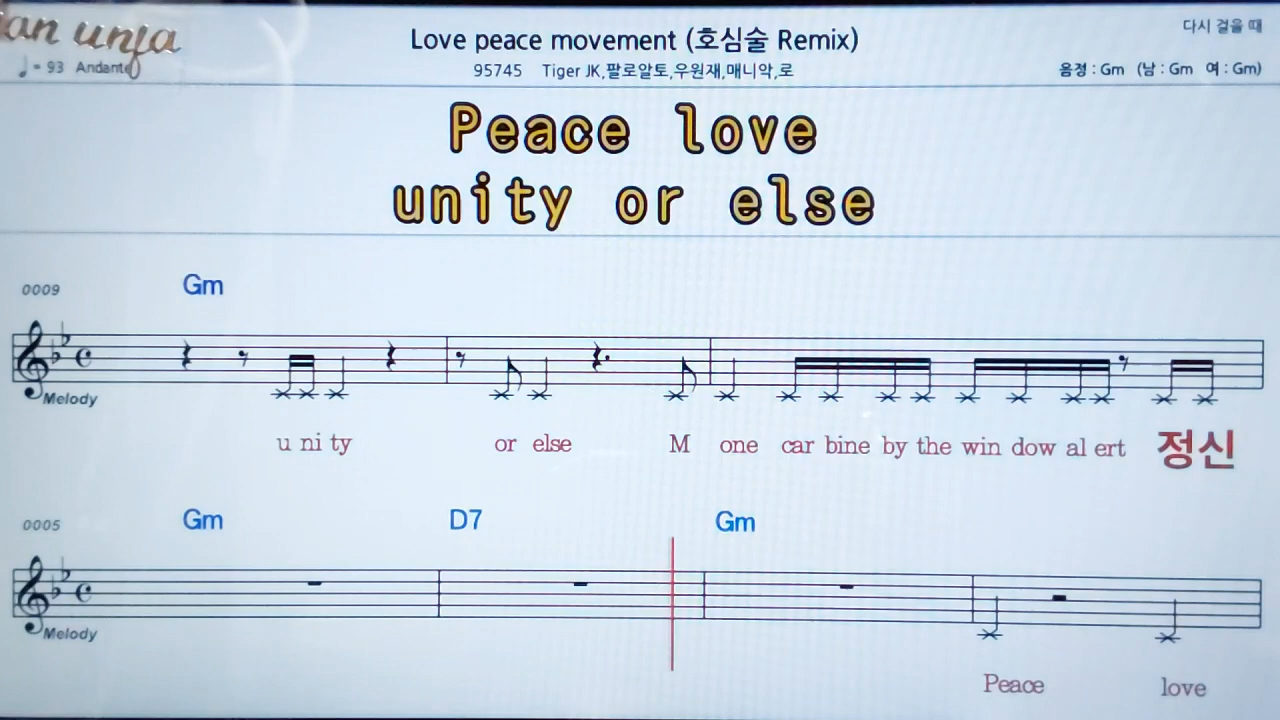 an unja
다시 걸을 때
Love peace movement (호심술 Remix)
♩= 93 Andante
95745 Tiger JK,팔로알토,우원재,매니악,로
음정 : Gm (남 : Gm 여 : Gm)
Peace love
unity or else
0009 Gm
Melody
u ni ty or else M one car bine by the win dow al ert 정신
0005 Gm D7 Gm
Melody
Peace love